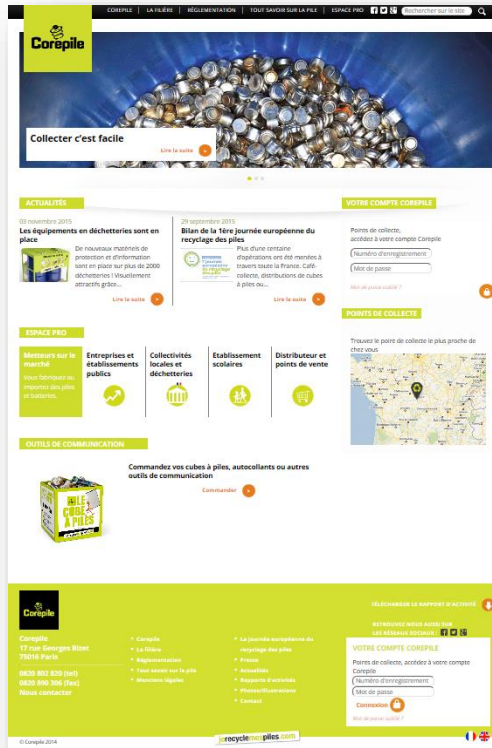 COREPILE | LA FILIÈRE | RÉGLEMENTATION | TOUT SAVOIR SUR LA PILE | ESPACE PRO
Rechercher sur le site
Corepile
Collecter c'est facile
Lire la suite
ACTUALITÉS
03 novembre 2015
Les équipements en déchetteries sont en
place
De nouveaux matériels de
protection et d'information
sont en place sur plus de 2000
déchetteries ! Visuellement
attractifs grâce...
Lire la suite
29 septembre 2015
Bilan de la 1ère journée européenne du
recyclage des piles
Plus d'une centaine
d'opérations ont été menées à
travers toute la France. Café-
collecte, distributions de cubes
à piles ou...
Lire la suite
VOTRE COMPTE COREPILE
Points de collecte,
accédez à votre compte Corepile
Numéro d'enregistrement
Mot de passe
Mot de passe oublié ?
POINTS DE COLLECTE
Trouvez le point de collecte le plus proche de
chez vous
ESPACE PRO
Metteurs sur le
marché
Vous fabriquez ou
importez des piles
et batteries.
Entreprises et
établissements
publics
Collectivités
locales et
déchetteries
Etablissement
scolaires
Distributeur et
points de vente
OUTILS DE COMMUNICATION
LE
CUBE
À PILES
Commandez vos cubes à piles, autocollants ou autres
outils de communication
Commander
TÉLÉCHARGER LE RAPPORT D'ACTIVITÉ
Corepile
Corepile
17 rue Georges Bizet
75016 Paris
0820 802 820 (tel)
0820 890 306 (fax)
Nous contacter
Corepile
La filière
Réglementation
Tout savoir sur la pile
Mentions légales
La journée européenne du
recyclage des piles
Presse
Actualités
Rapports d'activités
Photos/Illustrations
Contact
RETROUVEZ NOUS AUSSI SUR
LES RÉSEAUX SOCIAUX :
VOTRE COMPTE COREPILE
Points de collecte, accédez à votre compte
Corepile
Numéro d'enregistrement
Mot de passe
Connexion
Mot de passe oublié ?
© Corepile 2014
jerecyclemespiles.com